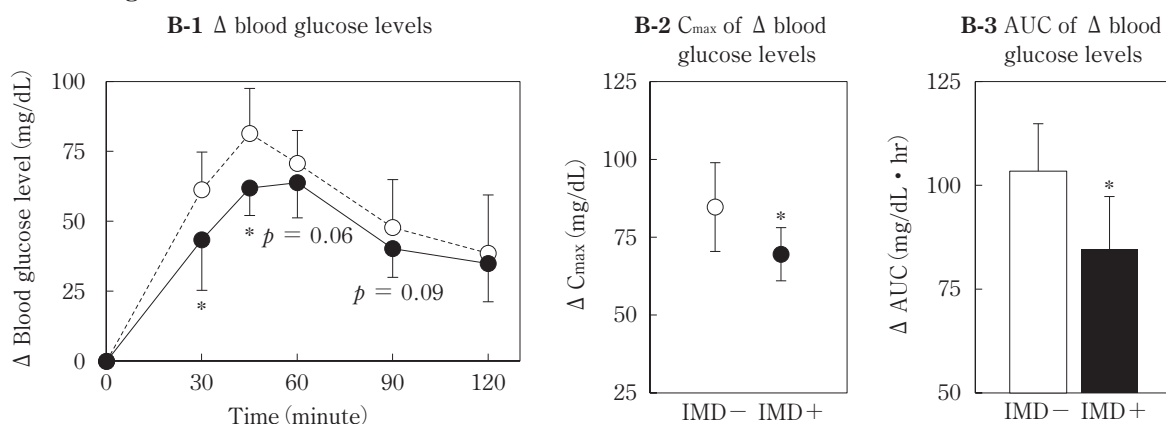 B-1 Δ blood glucose levels
Δ Blood glucose level (mg/dL)
100
75
50
25
0
* p = 0.06
p = 0.09
*
0 30 60 90 120
Time (minute)
B-2 Cmax of Δ blood
glucose levels
Δ Cmax (mg/dL)
125
100
75
50
25
*
IMD− IMD+
B-3 AUC of Δ blood
glucose levels
Δ AUC (mg/dL・hr)
125
100
75
50
*
IMD− IMD+